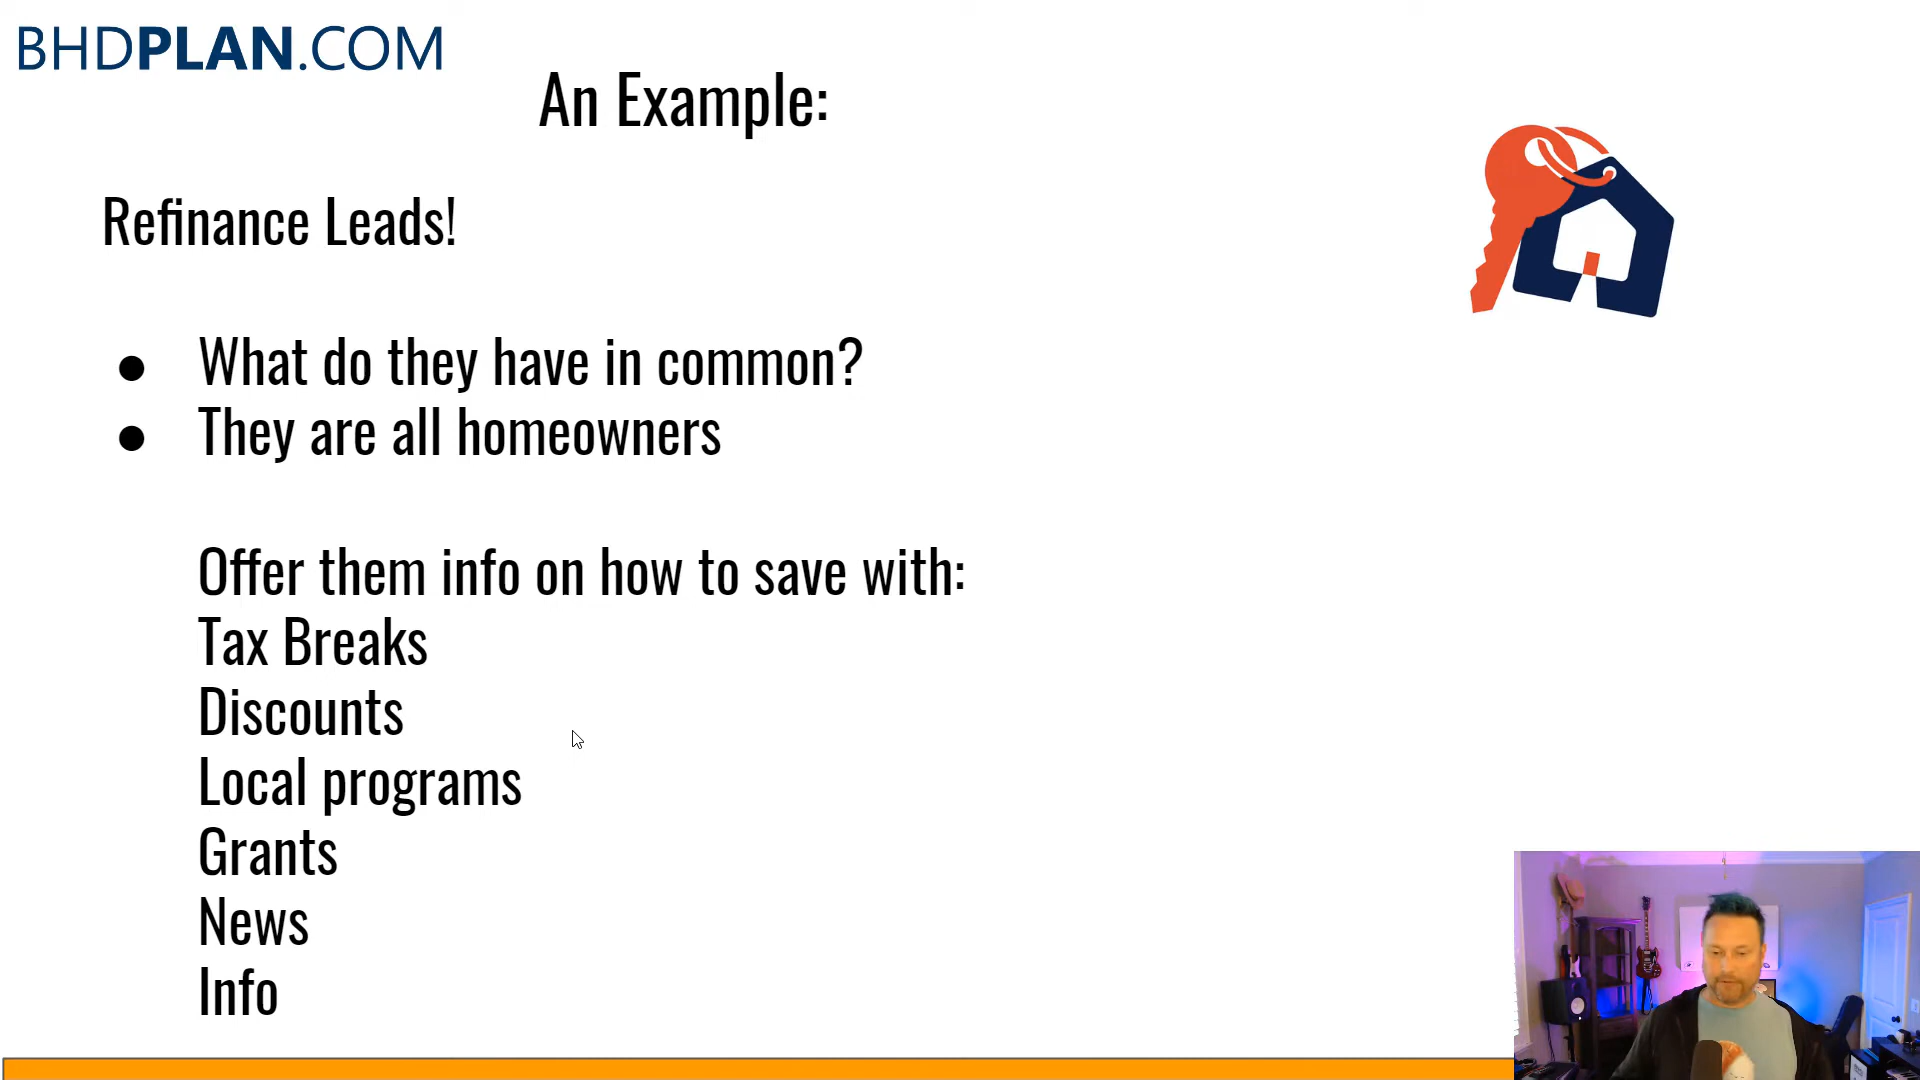 BHDPLAN.COM
An Example:
Refinance Leads!
● What do they have in common?
● They are all homeowners
Offer them info on how to save with:
Tax Breaks
Discounts
Local programs
Grants
News
Info